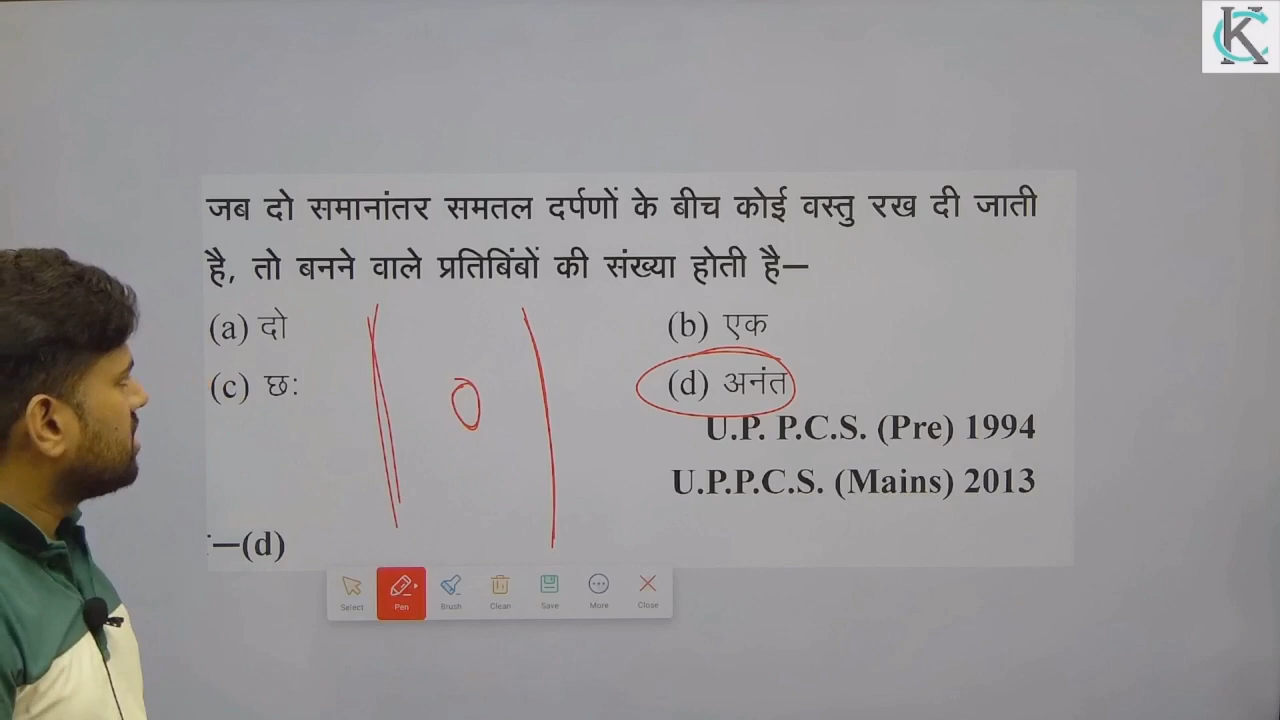 जब दो समानांतर समतल दर्पणों के बीच कोई वस्तु रख दी जाती
है, तो बनने वाले प्रतिबिंबों की संख्या होती है—
(a) दो
(b) एक
(c) छः
(d) अनंत
U.P. P.C.S. (Pre) 1994
U.P.P.C.S. (Mains) 2013
—(d)
Select Pen Brush Clean Save More Close
KC